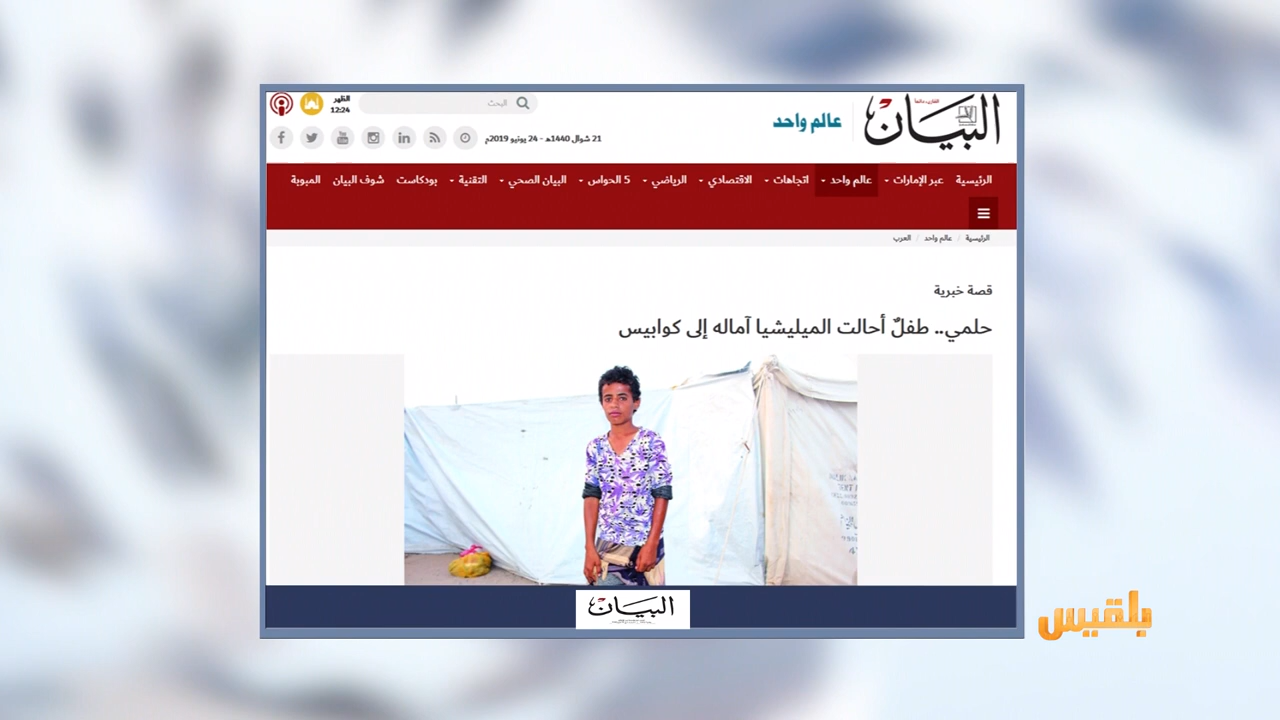 الظهر
12:24
البحث
عالم واحد
البيان
21 شوال 1440هـ - 24 يونيو 2019م
الرئيسية عبر الإمارات عالم واحد اتجاهات الاقتصادي الرياضي 5 الحواس البيان الصحي التقنية بودكاست شوف البيان المبوبة
الرئيسية / عالم واحد / العرب
قصة خبرية
حلمي.. طفلٌ أحالت الميليشيا آماله إلى كوابيس
البيان
بلقيس